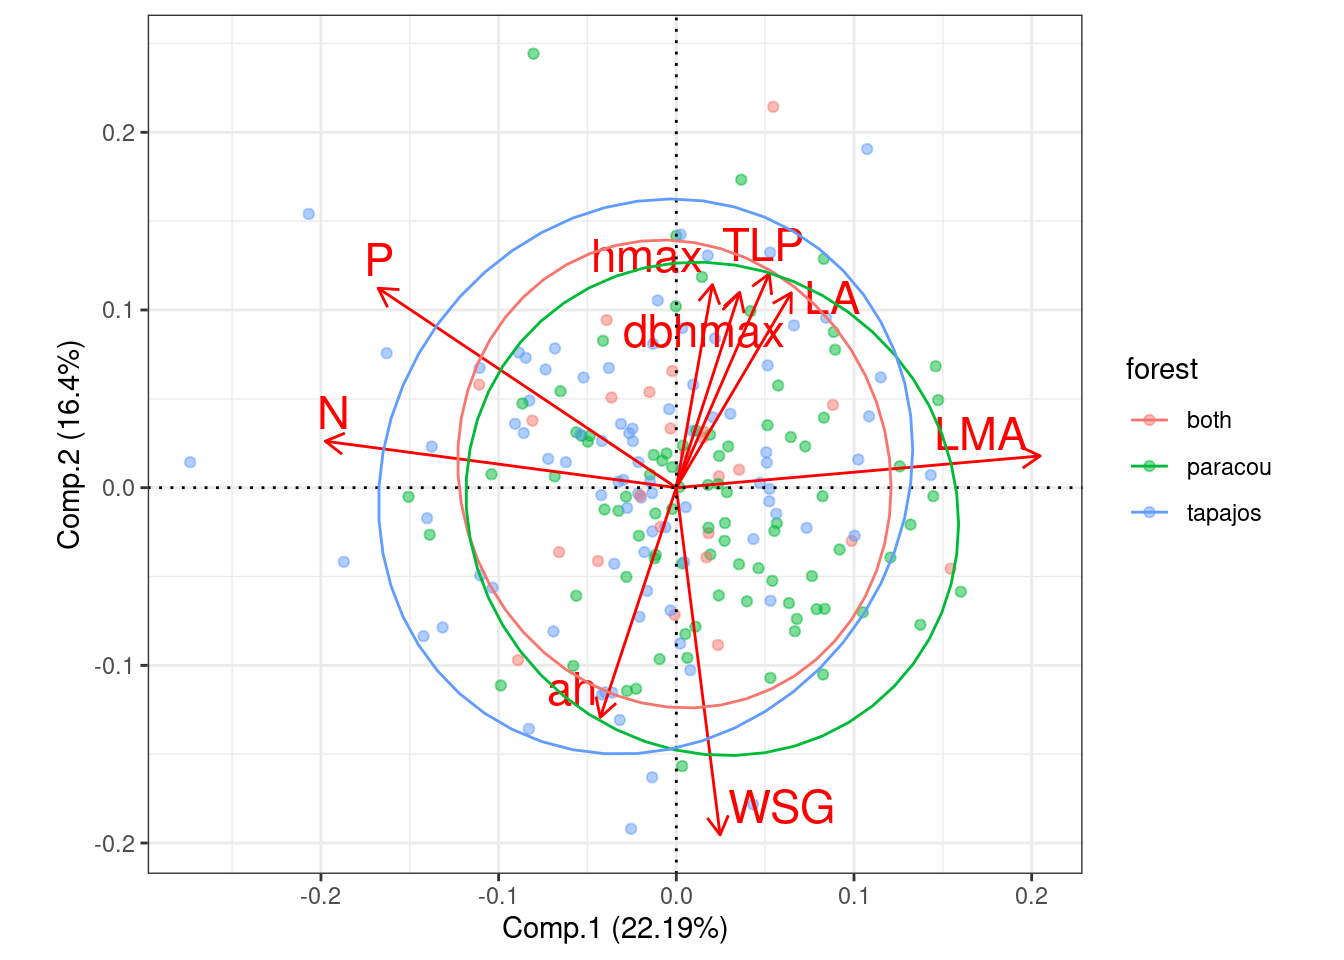 0.2
0.1
0.0
-0.1
-0.2
Comp.2 (16.4%)
P
N
hmax
TLP
LA
dbhmax
LMA
ah
WSG
-0.2
-0.1
0.0
0.1
0.2
Comp.1 (22.19%)
forest
both
paracou
tapajos